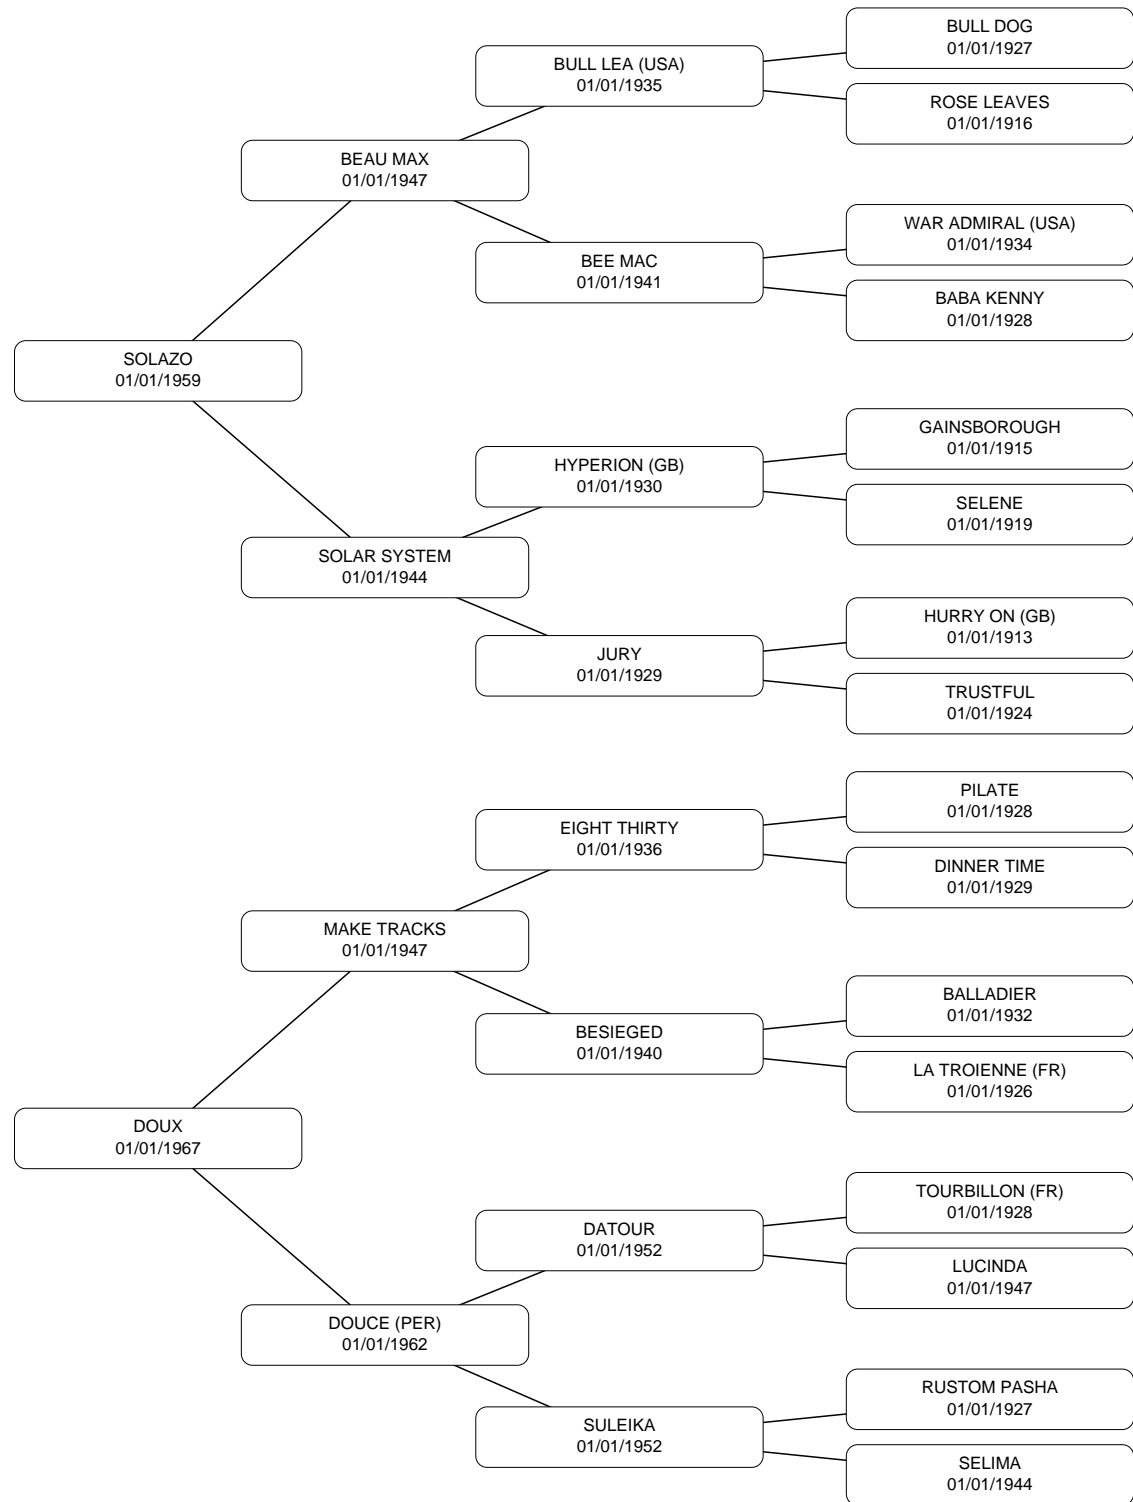 BULL DOG
01/01/1927
BULL LEA (USA)
01/01/1935
ROSE LEAVES
01/01/1916
BEAU MAX
01/01/1947
WAR ADMIRAL (USA)
01/01/1934
BEE MAC
01/01/1941
BABA KENNY
01/01/1928
SOLAZO
01/01/1959
GAINSBOROUGH
01/01/1915
HYPERION (GB)
01/01/1930
SELENE
01/01/1919
SOLAR SYSTEM
01/01/1944
HURRY ON (GB)
01/01/1913
JURY
01/01/1929
TRUSTFUL
01/01/1924
PILATE
01/01/1928
EIGHT THIRTY
01/01/1936
DINNER TIME
01/01/1929
MAKE TRACKS
01/01/1947
BALLADIER
01/01/1932
BESIEGED
01/01/1940
LA TROIENNE (FR)
01/01/1926
DOUX
01/01/1967
TOURBILLON (FR)
01/01/1928
DATOUR
01/01/1952
LUCINDA
01/01/1947
DOUCE (PER)
01/01/1962
RUSTOM PASHA
01/01/1927
SULEIKA
01/01/1952
SELIMA
01/01/1944